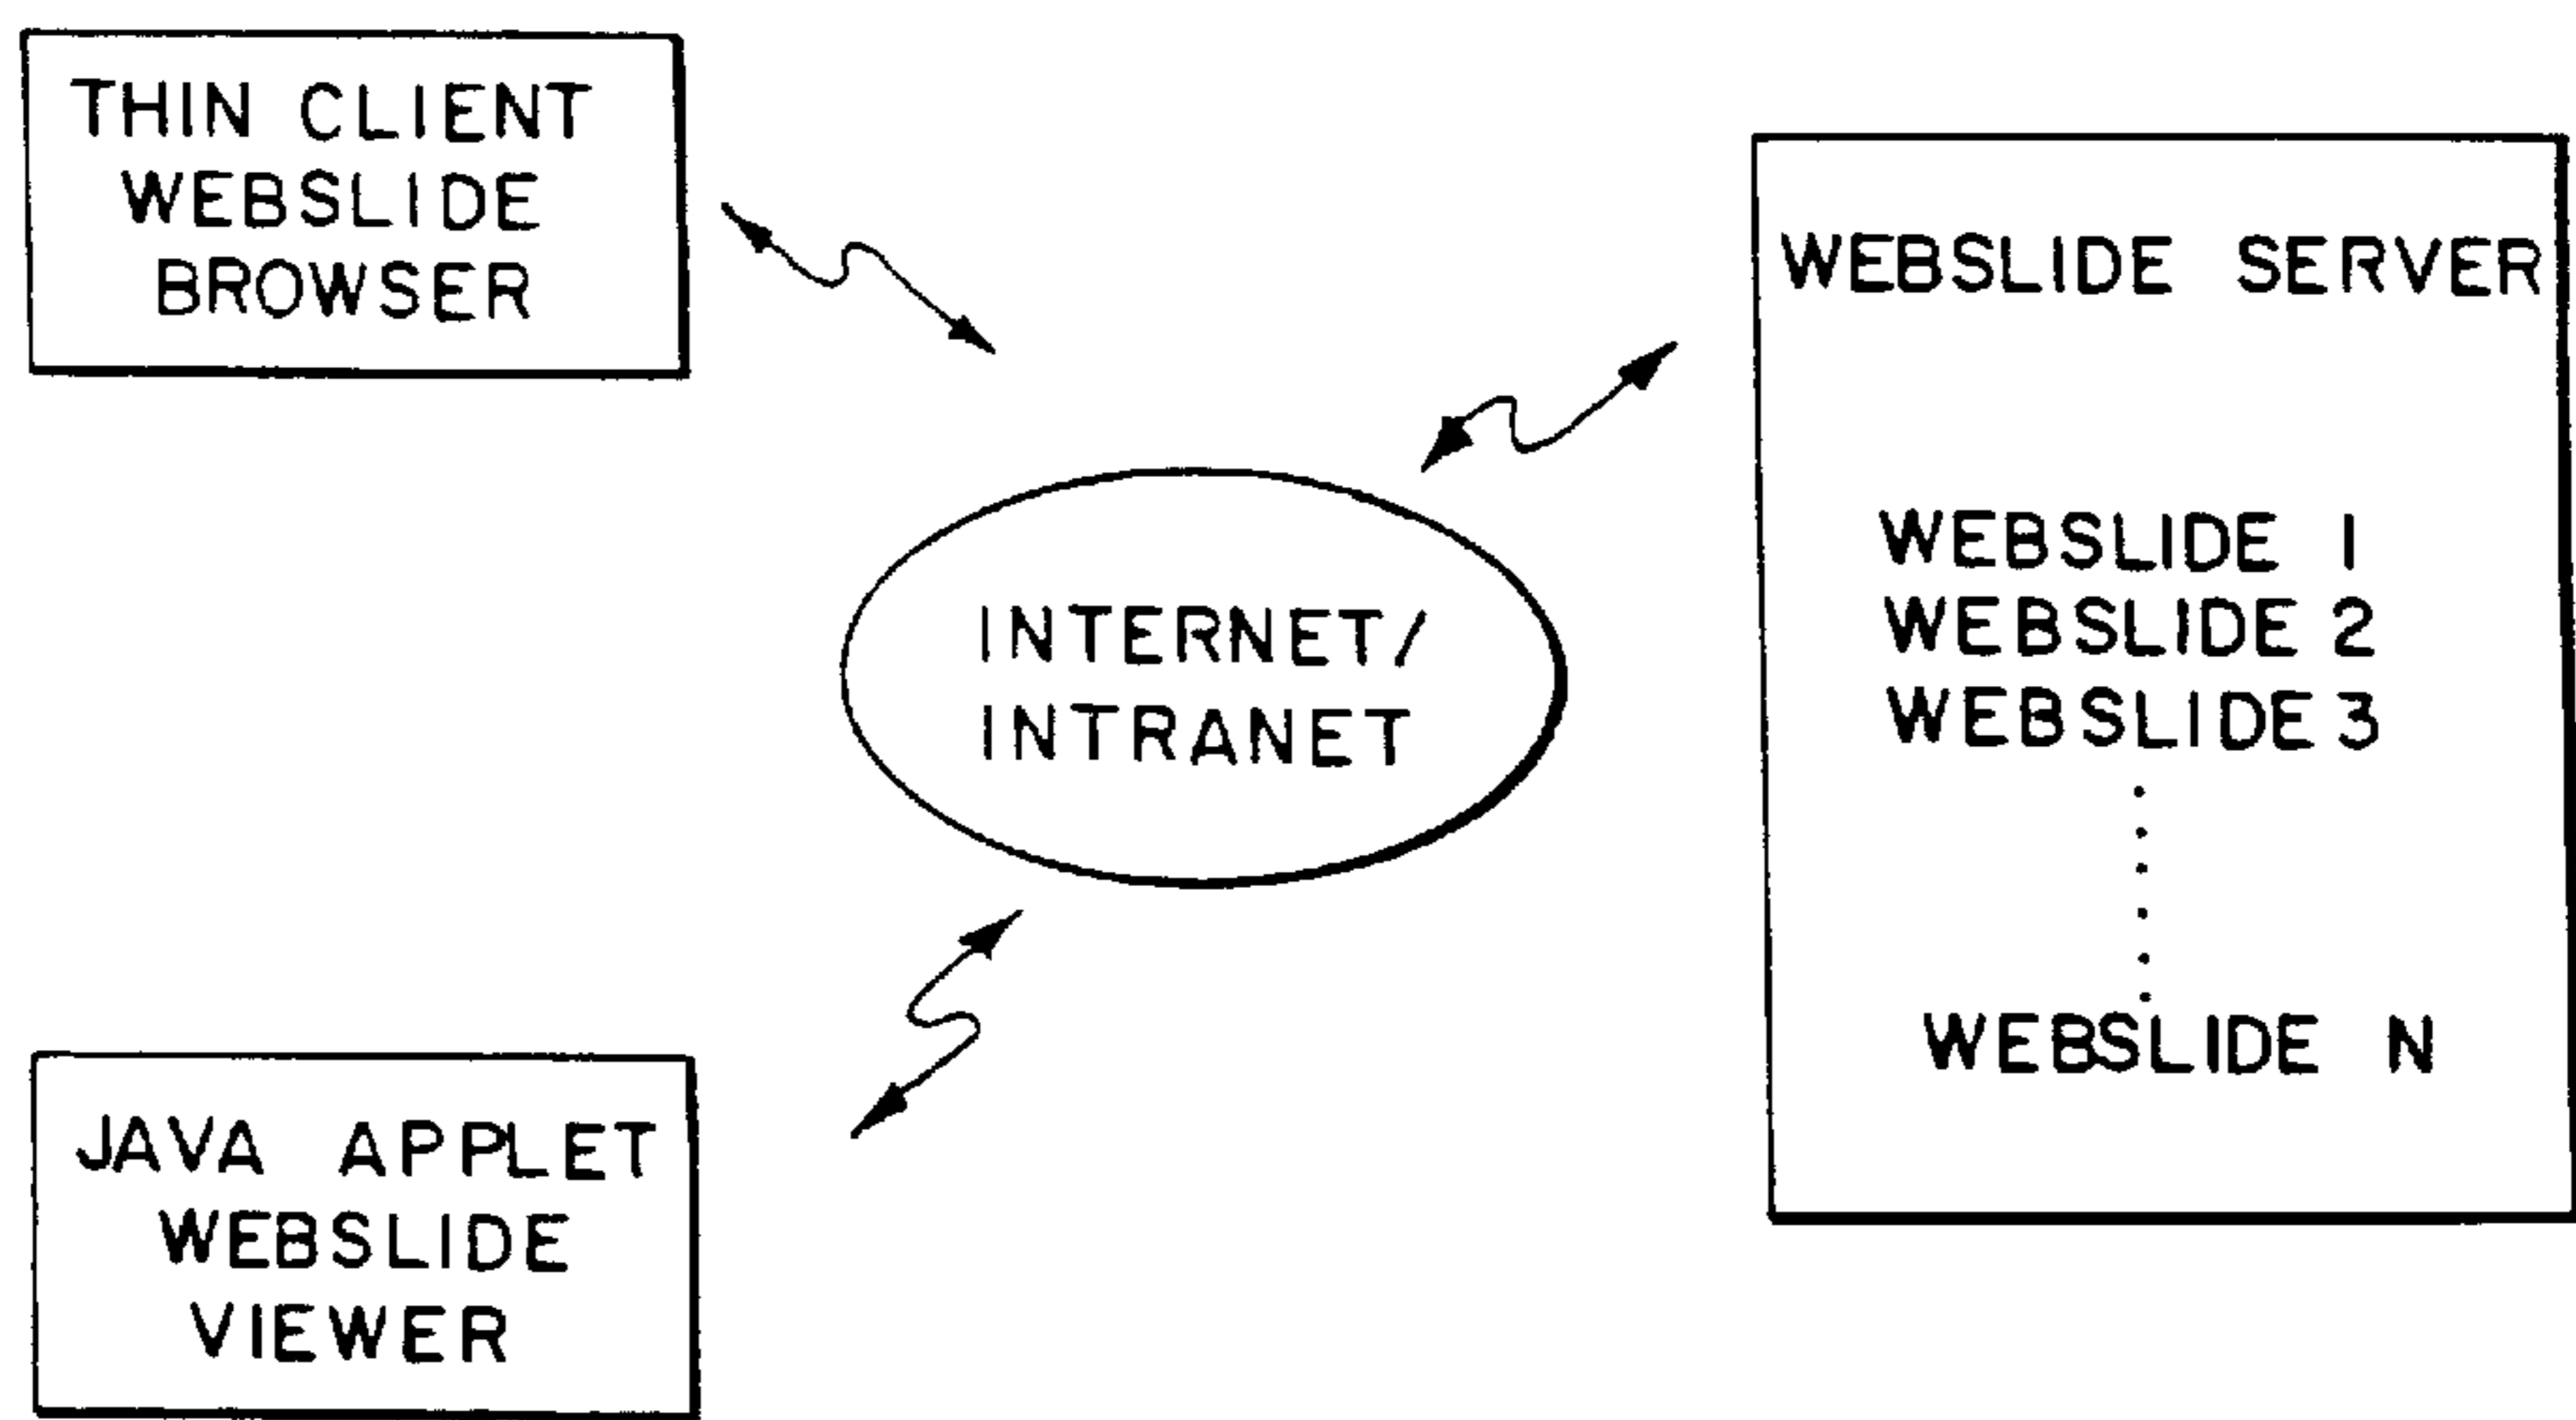 THIN CLIENT
WEBSLIDE
BROWSER
WEBSLIDE SERVER
WEBSLIDE 1
WEBSLIDE 2
WEBSLIDE 3
WEBSLIDE N
INTERNET/
INTRANET
JAVA APPLET
WEBSLIDE
VIEWER